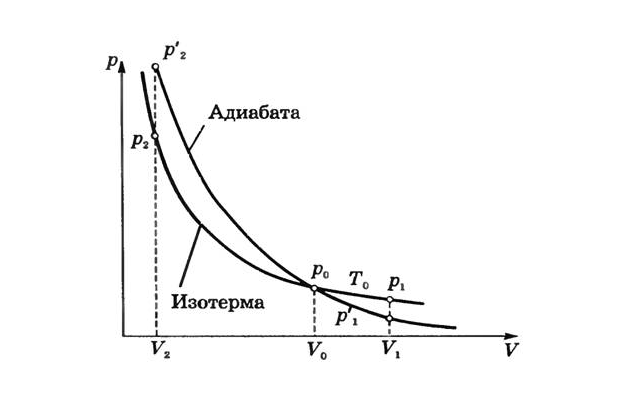 p
p'₂
Адиабата
p₂
p₀
T₀
p₁
Изотерма
p'₁
V₂
V₀
V₁
V